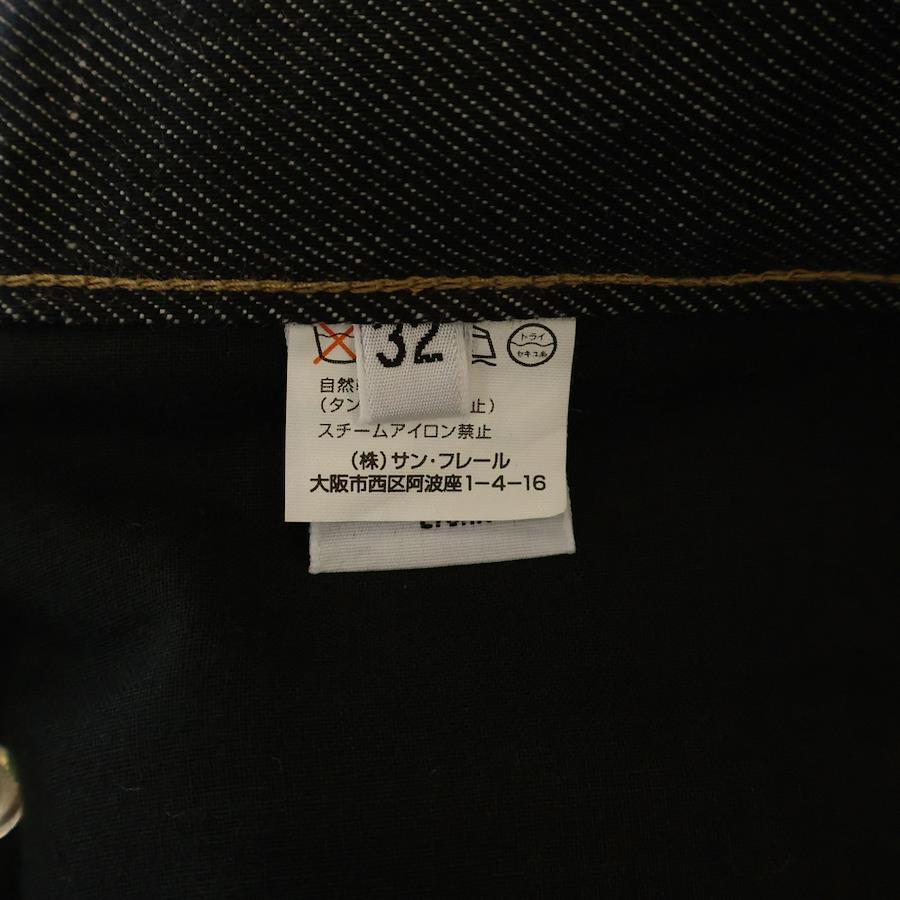 32
ドライ
セキユ系
自然
(タン 止)
スチームアイロン禁止
(株)サン・フレール
大阪市西区阿波座1-4-16